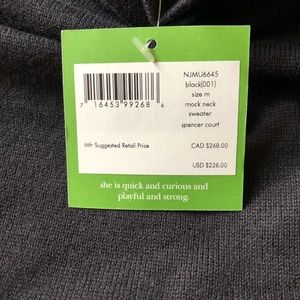 NJMU6645
black(001)
size m
mock neck
sweater
spencer court
7 16453 99268 6
Mfr Suggested Retail Price
CAD $268.00
USD $228.00
she is quick and curious and
playful and strong.